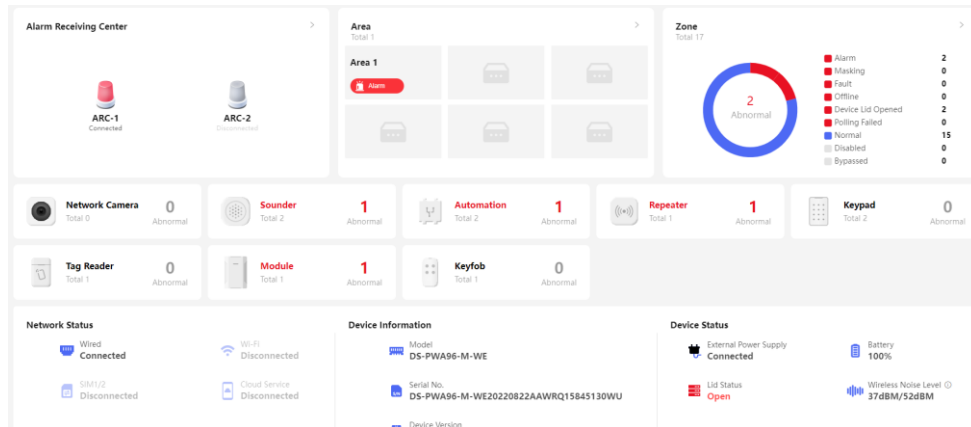 Alarm Receiving Center
ARC-1
Connected
ARC-2
Disconnected
Area
Total 1
Area 1
Alarm
Zone
Total 17
2
Abnormal
Alarm 2
Masking 0
Fault 0
Offline 0
Device Lid Opened 2
Polling Failed 0
Normal 15
Disabled 0
Bypassed 0
Network Camera
Total 0
0
Abnormal
Sounder
Total 2
1
Abnormal
Automation
Total 2
1
Abnormal
Repeater
Total 1
1
Abnormal
Keypad
Total 2
0
Abnormal
Tag Reader
Total 1
0
Abnormal
Module
Total 1
1
Abnormal
Keyfob
Total 1
0
Abnormal
Network Status
Wired
Connected
Wi-Fi
Disconnected
SIM1/2
Disconnected
Cloud Service
Disconnected
Device Information
Model
DS-PWA96-M-WE
Serial No.
DS-PWA96-M-WE20220822AAWRQ15845130WU
Device Version
Device Status
External Power Supply
Connected
Battery
100%
Lid Status
Open
Wireless Noise Level
37dBM/52dBM